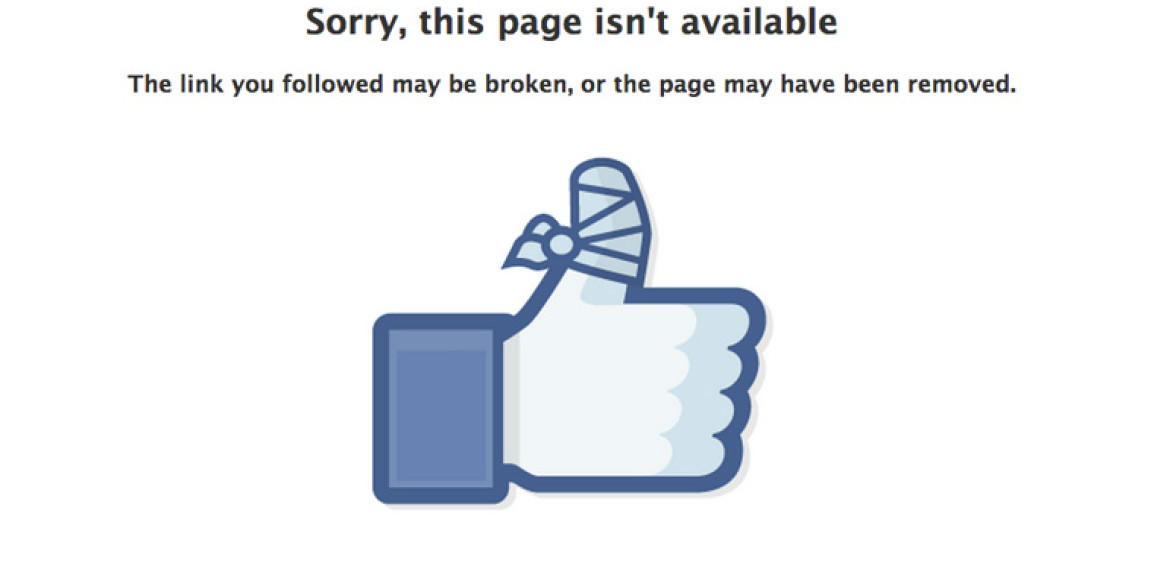 Sorry, this page isn't available
The link you followed may be broken, or the page may have been removed.